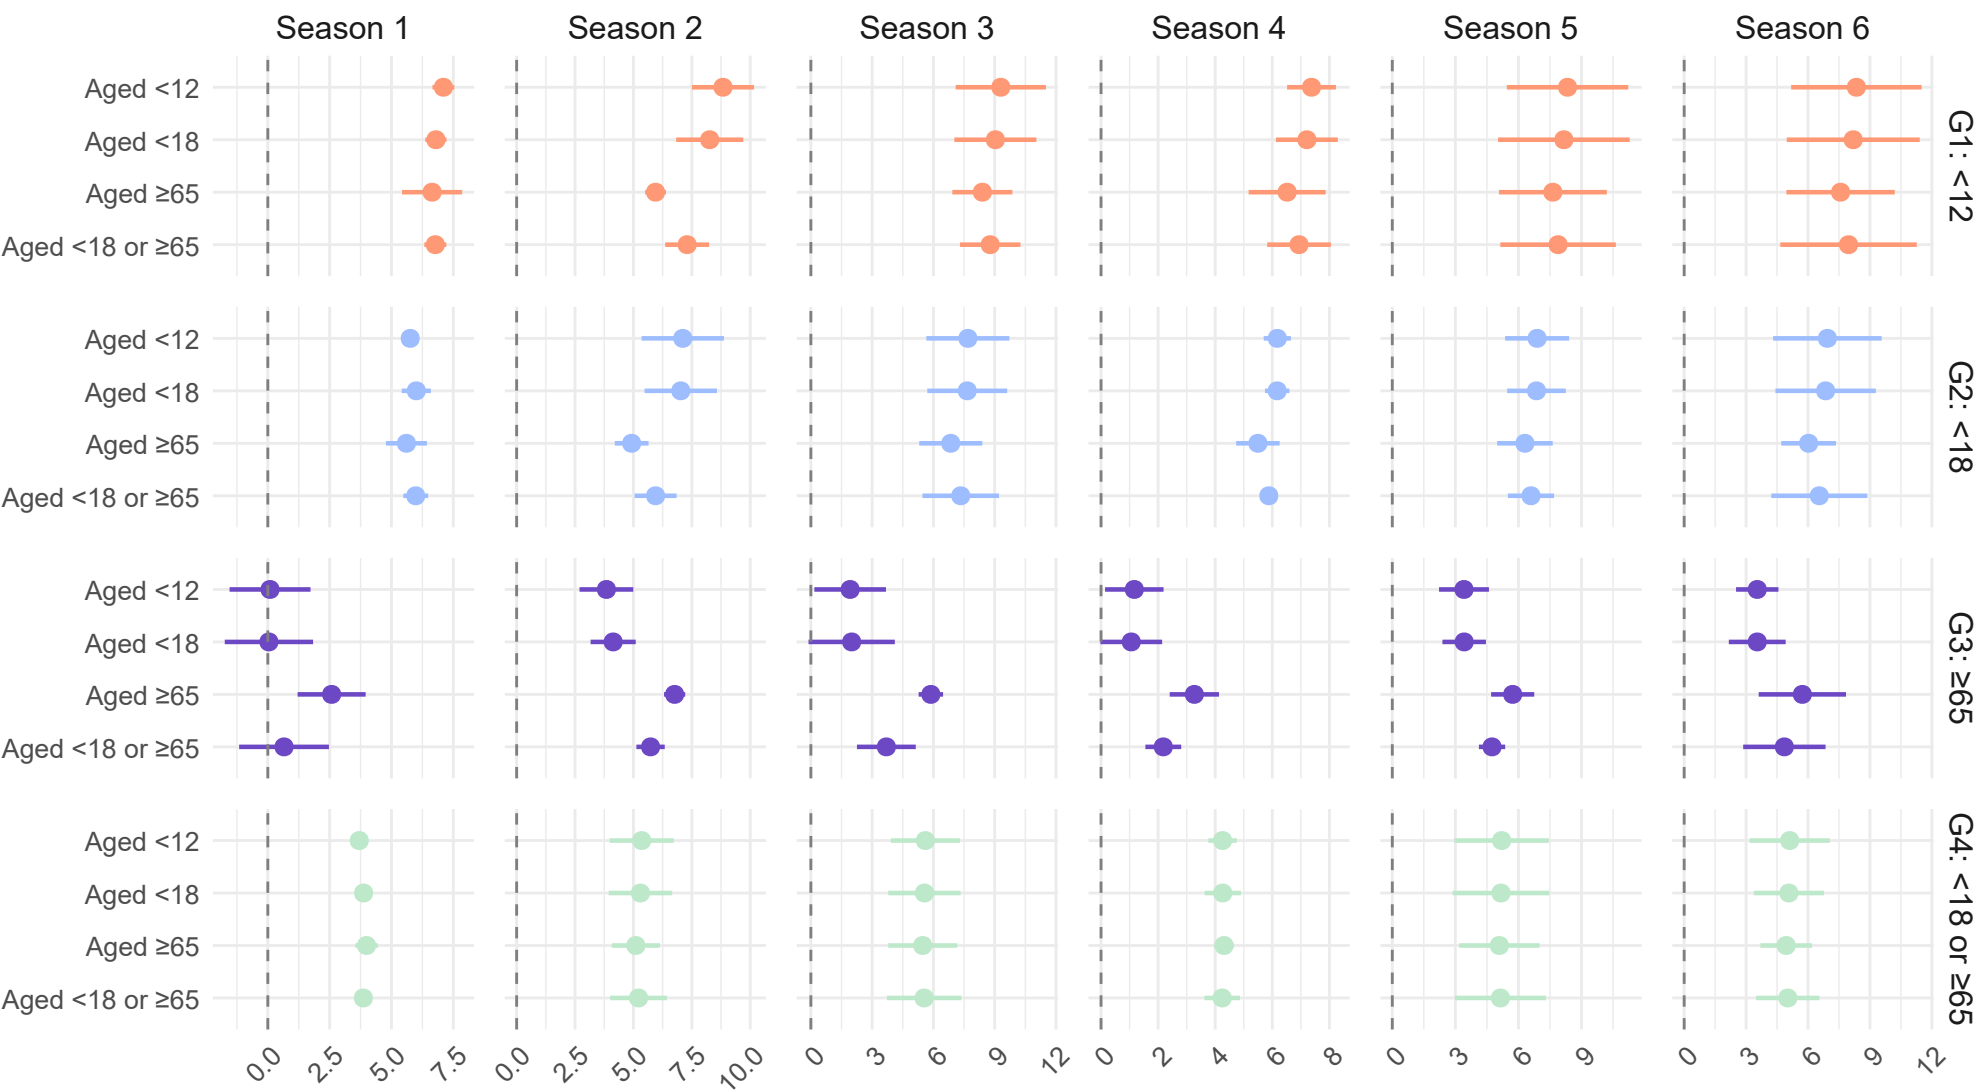 Season 1 Season 2 Season 3 Season 4 Season 5 Season 6
Aged <12
Aged <18
Aged ≥65
Aged <18 or ≥65
G1: <12
Aged <12
Aged <18
Aged ≥65
Aged <18 or ≥65
G2: <18
Aged <12
Aged <18
Aged ≥65
Aged <18 or ≥65
G3: ≥65
Aged <12
Aged <18
Aged ≥65
Aged <18 or ≥65
G4: <18 or ≥65
0.0 2.5 5.0 7.5 0.0 2.5 5.0 7.5 10.0 0 3 6 9 12 0 2 4 6 8 0 3 6 9 0 3 6 9 12